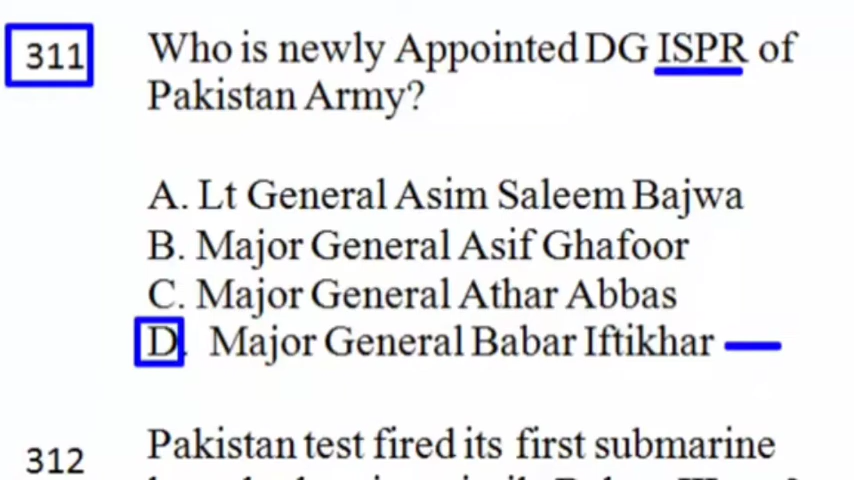 311 Who is newly Appointed DG ISPR of
Pakistan Army?
A. Lt General Asim Saleem Bajwa
B. Major General Asif Ghafoor
C. Major General Athar Abbas
D. Major General Babar Iftikhar
312 Pakistan test fired its first submarine